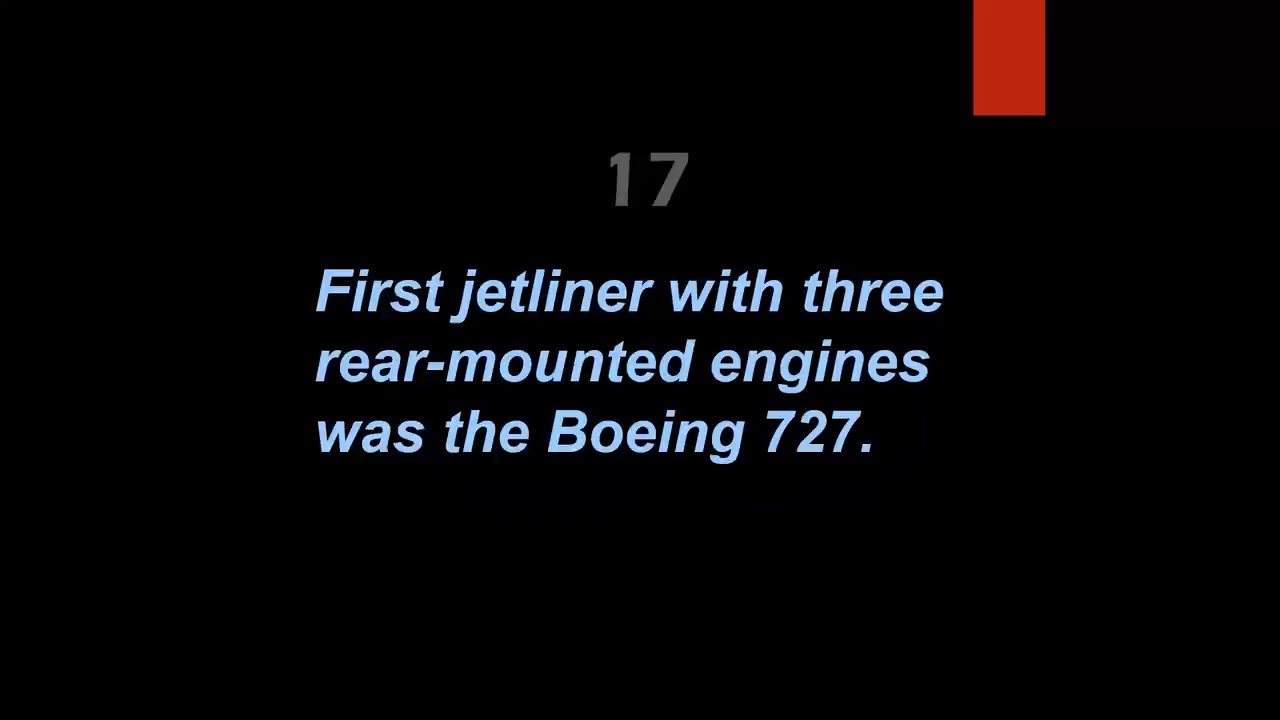 17
First jetliner with three
rear-mounted engines
was the Boeing 727.